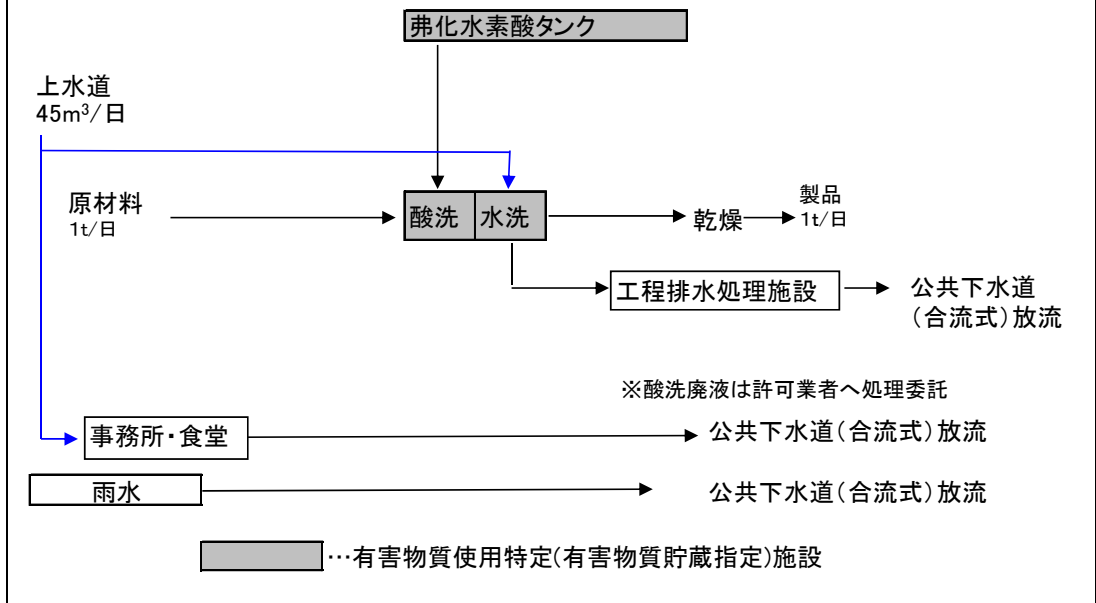 弗化水素酸タンク
上水道
45m³/日
原材料
1t/日
酸洗
水洗
乾燥
製品
1t/日
工程排水処理施設
公共下水道
(合流式)放流
※酸洗廃液は許可業者へ処理委託
事務所・食堂
公共下水道(合流式)放流
雨水
公共下水道(合流式)放流
…有害物質使用特定(有害物質貯蔵指定)施設